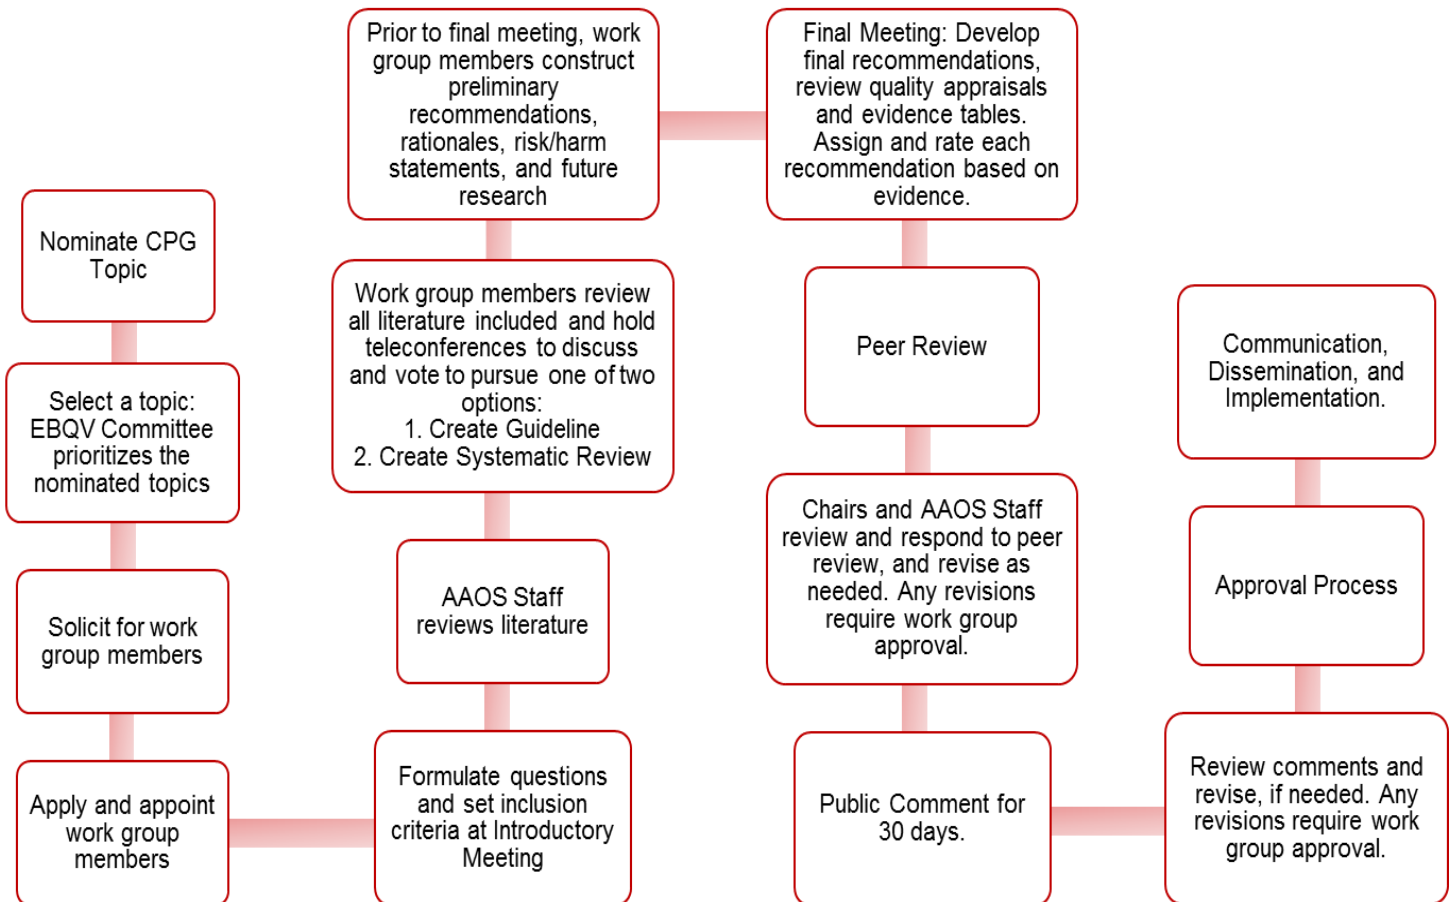 Nominate CPG
Topic
Select a topic:
EBQV Committee
prioritizes the
nominated topics
Solicit for work
group members
Apply and appoint
work group
members
Formulate questions
and set inclusion
criteria at Introductory
Meeting
AAOS Staff
reviews literature
Work group members review
all literature included and hold
teleconferences to discuss
and vote to pursue one of two
options:
1. Create Guideline
2. Create Systematic Review
Prior to final meeting, work
group members construct
preliminary
recommendations,
rationales, risk/harm
statements, and future
research
Final Meeting: Develop
final recommendations,
review quality appraisals
and evidence tables.
Assign and rate each
recommendation based on
evidence.
Peer Review
Chairs and AAOS Staff
review and respond to peer
review, and revise as
needed. Any revisions
require work group
approval.
Public Comment for
30 days.
Review comments and
revise, if needed. Any
revisions require work
group approval.
Approval Process
Communication,
Dissemination, and
Implementation.